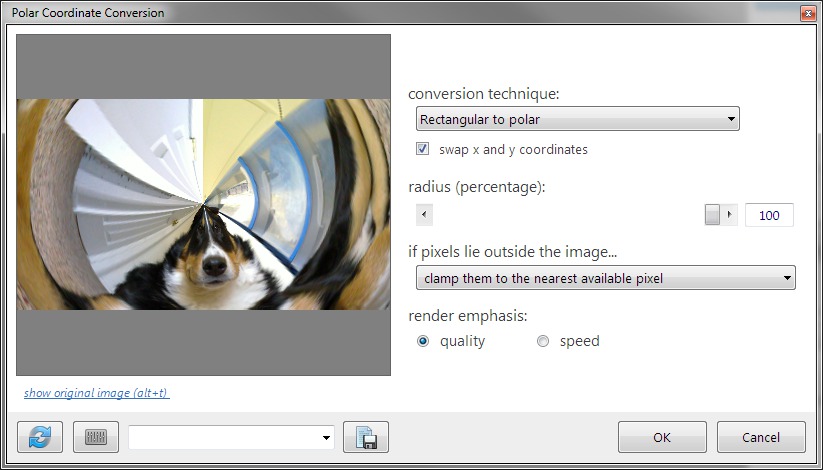 Polar Coordinate Conversion
conversion technique:
Rectangular to polar
swap x and y coordinates
radius (percentage):
100
if pixels lie outside the image...
clamp them to the nearest available pixel
render emphasis:
quality speed
show original image (alt+t)
OK Cancel